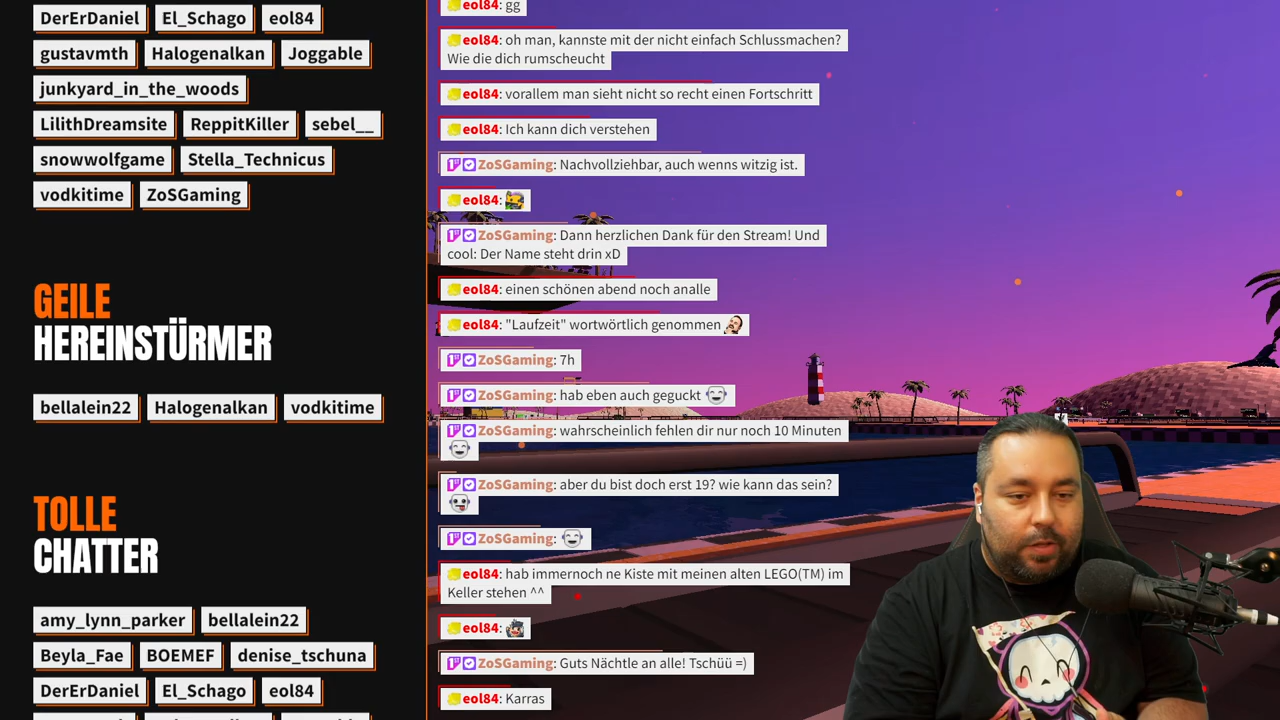 DerErDaniel El_Schago eol84
gustavmth Halogenalkan Joggable
junkyard_in_the_woods
LilithDreamsite ReppitKiller sebel__
snowwolfgame Stella_Technicus
vodkitime ZoSGaming
GEILE
HEREINSTÜRMER
bellalein22 Halogenalkan vodkitime
TOLLE
CHATTER
amy_lynn_parker bellalein22
Beyla_Fae BOEMEF denise_tschuna
DerErDaniel El_Schago eol84
eol84: gg
eol84: oh man, kannste mit der nicht einfach Schlussmachen?
Wie die dich rumscheucht
eol84: vorallem man sieht nicht so recht einen Fortschritt
eol84: Ich kann dich verstehen
ZoSGaming: Nachvollziehbar, auch wenns witzig ist.
eol84:
ZoSGaming: Dann herzlichen Dank für den Stream! Und
cool: Der Name steht drin xD
eol84: einen schönen abend noch analle
eol84: "Laufzeit" wortwörtlich genommen
ZoSGaming: 7h
ZoSGaming: hab eben auch geguckt
ZoSGaming: wahrscheinlich fehlen dir nur noch 10 Minuten
ZoSGaming: aber du bist doch erst 19? wie kann das sein?
ZoSGaming:
eol84: hab immernoch ne Kiste mit meinen alten LEGO(TM) im
Keller stehen ^^
eol84:
ZoSGaming: Guts Nächtle an alle! Tschüü =)
eol84: Karras